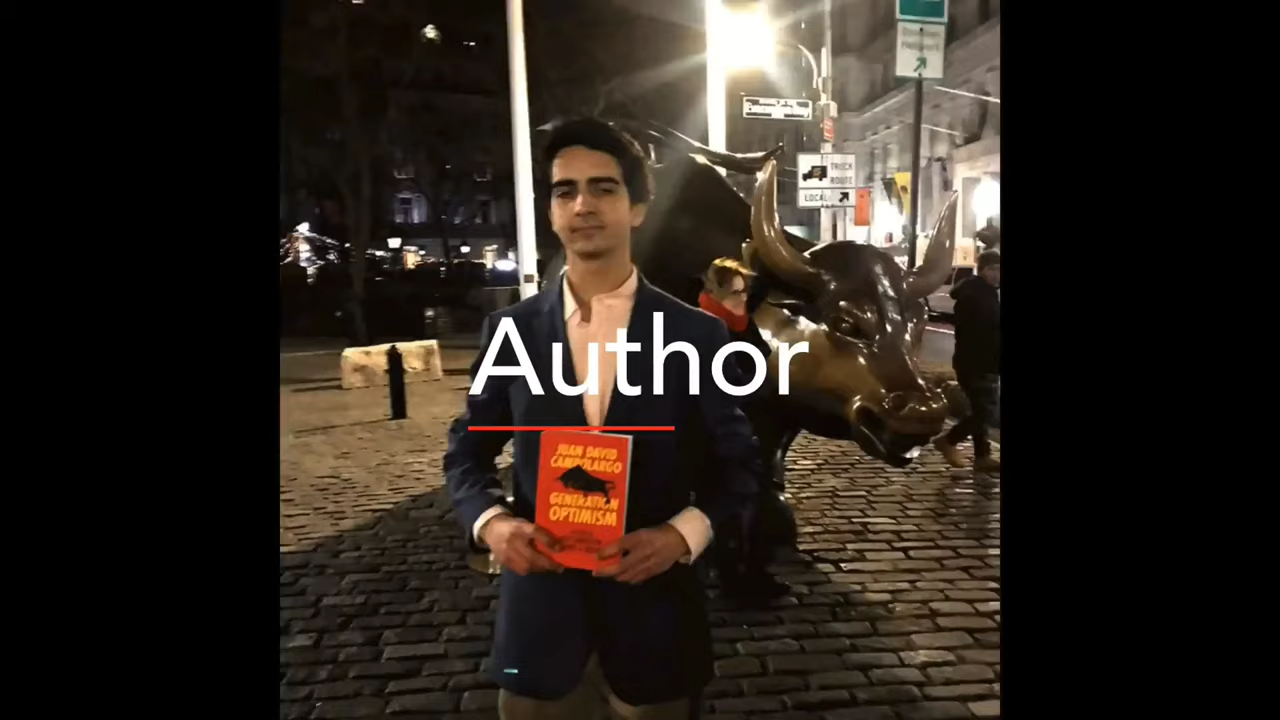 TRUCK
ROUTE
LOCAL
Author
JUAN DAVID
CAMPOLARGO
GENERATION
OPTIMISM